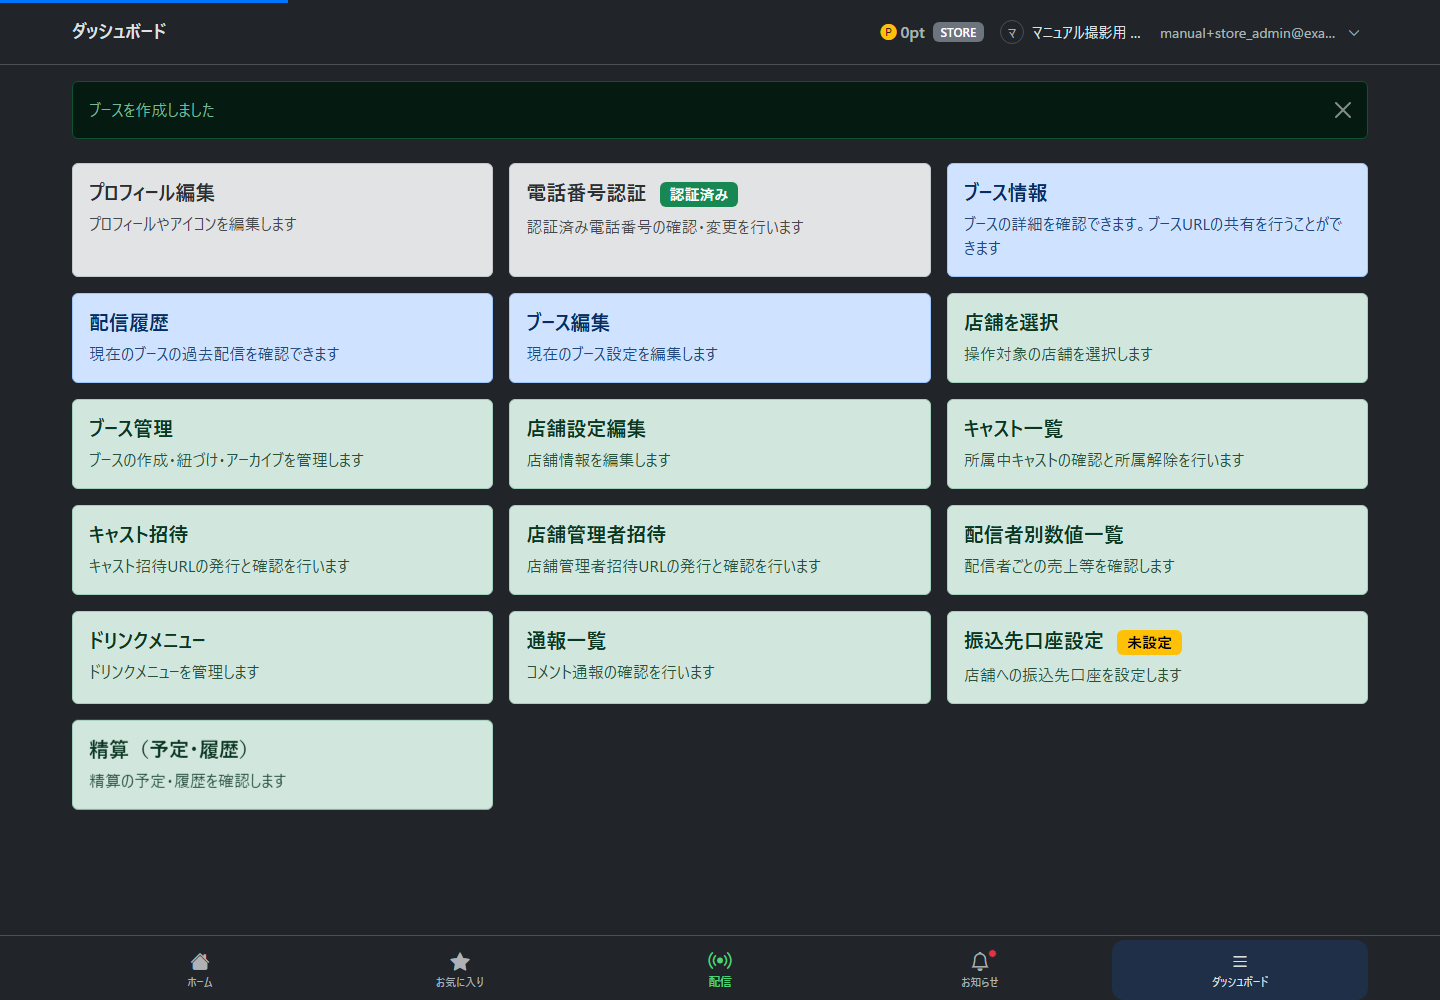 ダッシュボード
P 0pt STORE マ マニュアル撮影用 ... manual+store_admin@exa...
ブースを作成しました
プロフィール編集
プロフィールやアイコンを編集します
電話番号認証 認証済み
認証済み電話番号の確認・変更を行います
ブース情報
ブースの詳細を確認できます。ブースURLの共有を行うことがで
きます
配信履歴
現在のブースの過去配信を確認できます
ブース編集
現在のブース設定を編集します
店舗を選択
操作対象の店舗を選択します
ブース管理
ブースの作成・紐づけ・アーカイブを管理します
店舗設定編集
店舗情報を編集します
キャスト一覧
所属中キャストの確認と所属解除を行います
キャスト招待
キャスト招待URLの発行と確認を行います
店舗管理者招待
店舗管理者招待URLの発行と確認を行います
配信者別数値一覧
配信者ごとの売上等を確認します
ドリンクメニュー
ドリンクメニューを管理します
通報一覧
コメント通報の確認を行います
振込先口座設定 未設定
店舗への振込先口座を設定します
精算（予定・履歴）
精算の予定・履歴を確認します
ホーム
お気に入り
配信
お知らせ
ダッシュボード